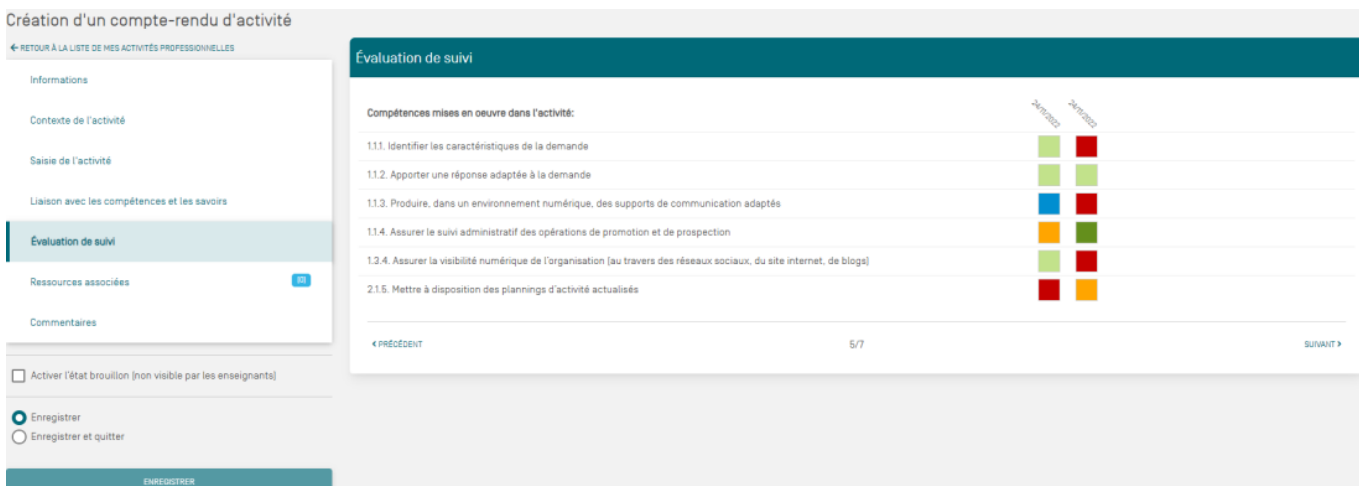 Création d'un compte-rendu d'activité
RETOUR À LA LISTE DE MES ACTIVITÉS PROFESSIONNELLES
Informations
Contexte de l'activité
Saisie de l'activité
Liaison avec les compétences et les savoirs
Évaluation de suivi
Ressources associées
Commentaires
Activer l'état brouillon (non visible par les enseignants)
Enregistrer
Enregistrer et quitter
ENREGISTRER
Évaluation de suivi
Compétences mises en oeuvre dans l'activité:
24/11/2022 24/11/2022
1.1.1. Identifier les caractéristiques de la demande
1.1.2. Apporter une réponse adaptée à la demande
1.1.3. Produire, dans un environnement numérique, des supports de communication adaptés
1.1.4. Assurer le suivi administratif des opérations de promotion et de prospection
1.3.4. Assurer la visibilité numérique de l'organisation (au travers des réseaux sociaux, du site internet, de blogs)
2.1.5. Mettre à disposition des plannings d'activité actualisés
PRÉCÉDENT 5/7 SUIVANT